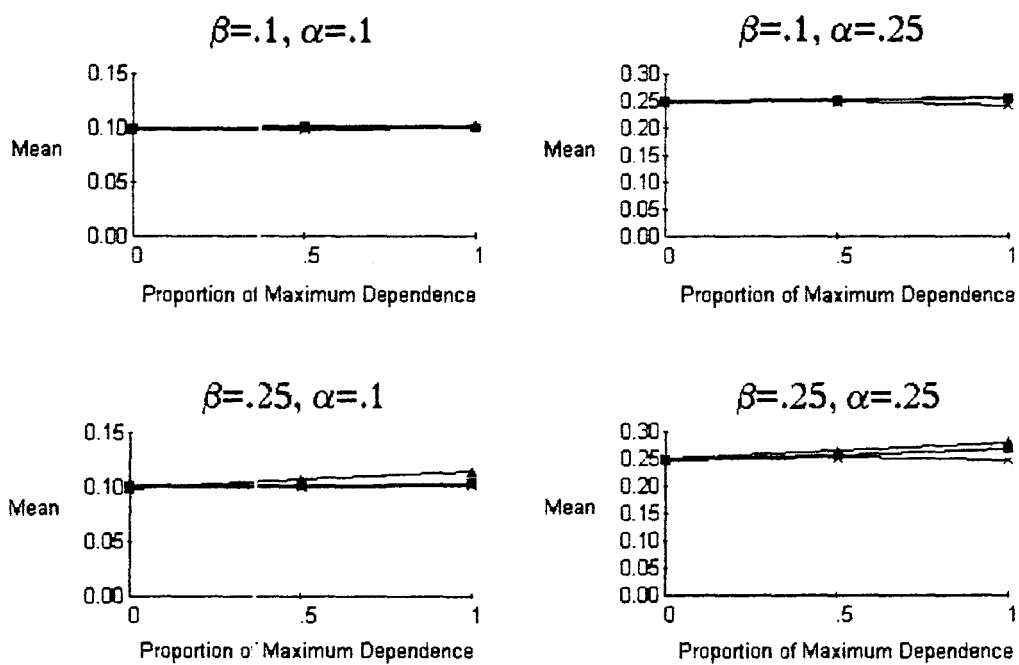 β=.1, α=.1
0.15
0.10
Mean
0.05
0.00
0 .5 1
Proportion of Maximum Dependence
β=.1, α=.25
0.30
0.25
0.20
Mean
0.15
0.10
0.05
0.00
0 .5 1
Proportion of Maximum Dependence
β=.25, α=.1
0.15
0.10
Mean
0.05
0.00
0 .5 1
Proportion of Maximum Dependence
β=.25, α=.25
0.30
0.25
0.20
Mean
0.15
0.10
0.05
0.00
0 .5 1
Proportion of Maximum Dependence